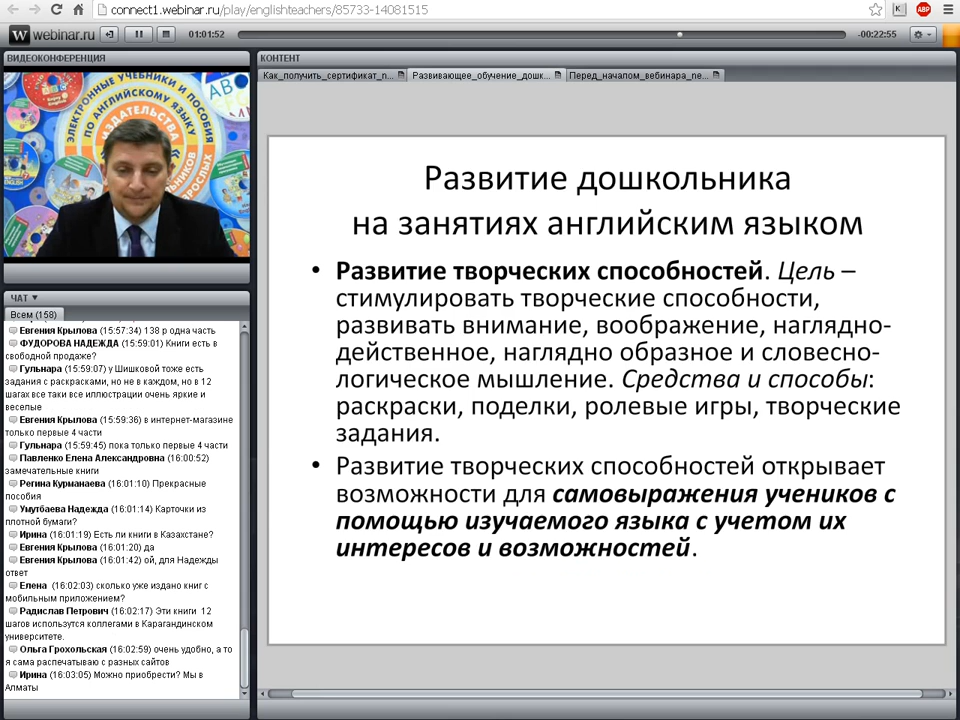 connect1.webinar.ru/play/englishteachers/85733-14081515
webinar.ru
01:01:52
-00:22:55
ВИДЕОКОНФЕРЕНЦИЯ
ЭЛЕКТРОННЫЕ УЧЕБНИКИ И ПОСОБИЯ
ПО АНГЛИЙСКОМУ ЯЗЫКУ
ИЗДАТЕЛЬСТВА
ЧАТ
Всем (158)
Евгения Крылова (15:57:34) 138 р одна часть
ФУДОРОВА НАДЕЖДА (15:59:01) Книги есть в
свободной продаже?
Гульнара (15:59:07) у Шишковой тоже есть
задания с раскрасками, но не в каждом, но в 12
шагах все таки все иллюстрации очень яркие и
веселые
Евгения Крылова (15:59:36) в интернет-магазине
только первые 4 части
Гульнара (15:59:45) пока только первые 4 части
Павленко Елена Александровна (16:00:52)
замечательные книги
Регина Курманаева (16:01:10) Прекрасные
пособия
Умутбаева Надежда (16:01:14) Карточки из
плотной бумаги?
Ирина (16:01:19) Есть ли книги в Казахстане?
Евгения Крылова (16:01:20) да
Евгения Крылова (16:01:42) ой, для Надежды
ответ
Елена (16:02:03) сколько уже издано книг с
мобильным приложением?
Радислав Петрович (16:02:17) Эти книги 12
шагов использутся коллегами в Карагандинском
университете.
Ольга Грохольская (16:02:59) очень удобно, а то
я сама распечатываю с разных сайтов
Ирина (16:03:05) Можно приобрести? Мы в
Алматы
КОНТЕНТ
Как_получить_сертификат_п...
Развивающее_обучение_дошк...
Перед_началом_вебинара_пе...
Развитие дошкольника
на занятиях английским языком
• Развитие творческих способностей. Цель –
стимулировать творческие способности,
развивать внимание, воображение, наглядно-
действенное, наглядно образное и словесно-
логическое мышление. Средства и способы:
раскраски, поделки, ролевые игры, творческие
задания.
• Развитие творческих способностей открывает
возможности для самовыражения учеников с
помощью изучаемого языка с учетом их
интересов и возможностей.